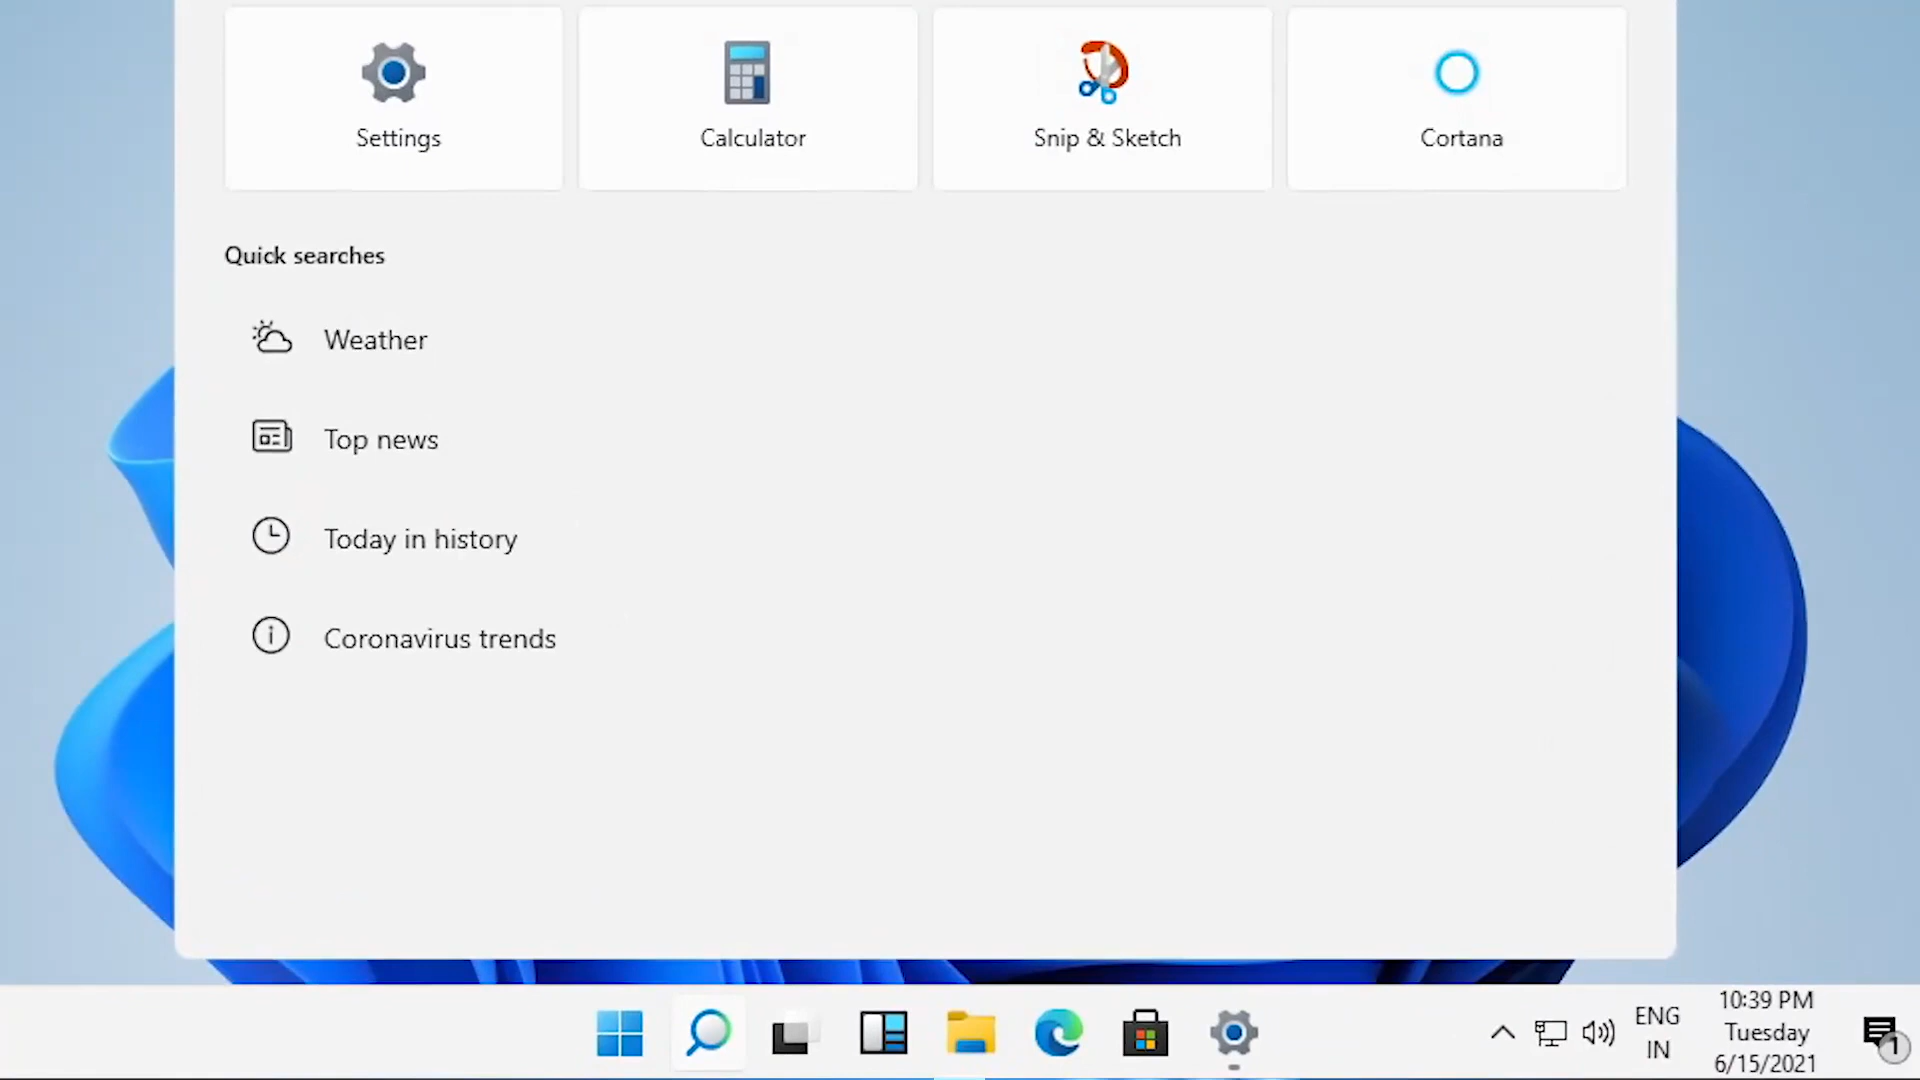 Settings
Calculator
Snip & Sketch
Cortana
Quick searches
Weather
Top news
Today in history
Coronavirus trends
ENG
IN
10:39 PM
Tuesday
6/15/2021
1